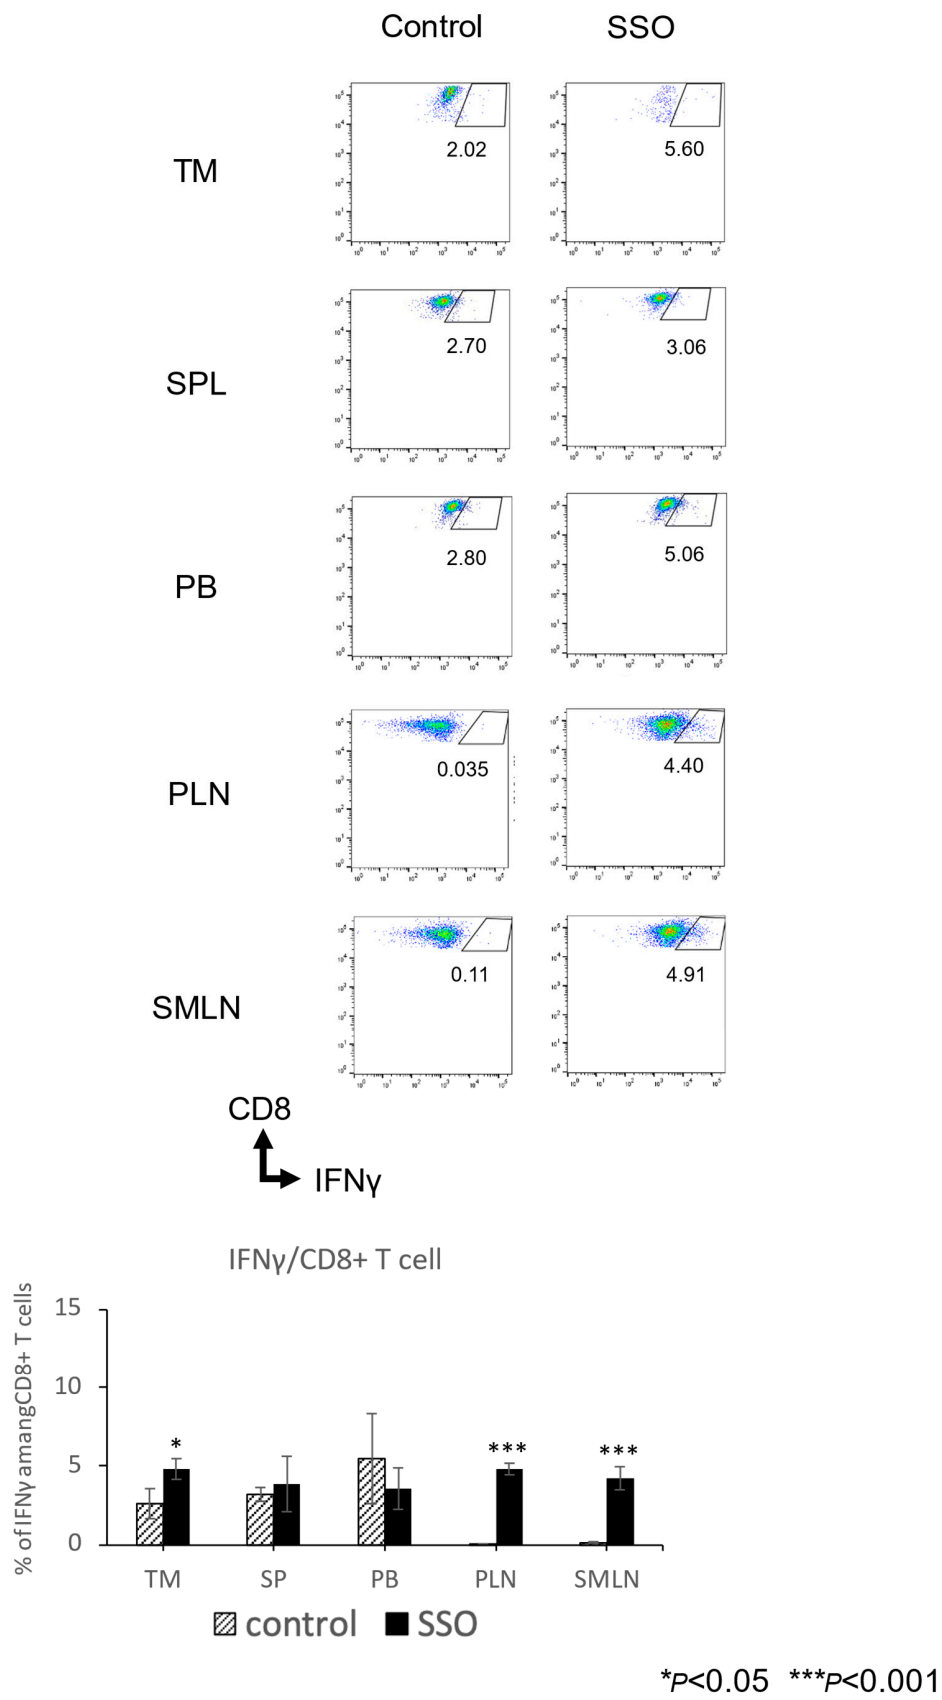 Control SSO
TM
2.02 5.60
SPL
2.70 3.06
PB
2.80 5.06
PLN
0.035 4.40
SMLN
0.11 4.91
CD8
IFNγ
IFNγ/CD8+ T cell
% of IFNγ amangCD8+ T cells
15
10
5
0
* *** ***
TM SP PB PLN SMLN
control SSO
*P<0.05 ***P<0.001